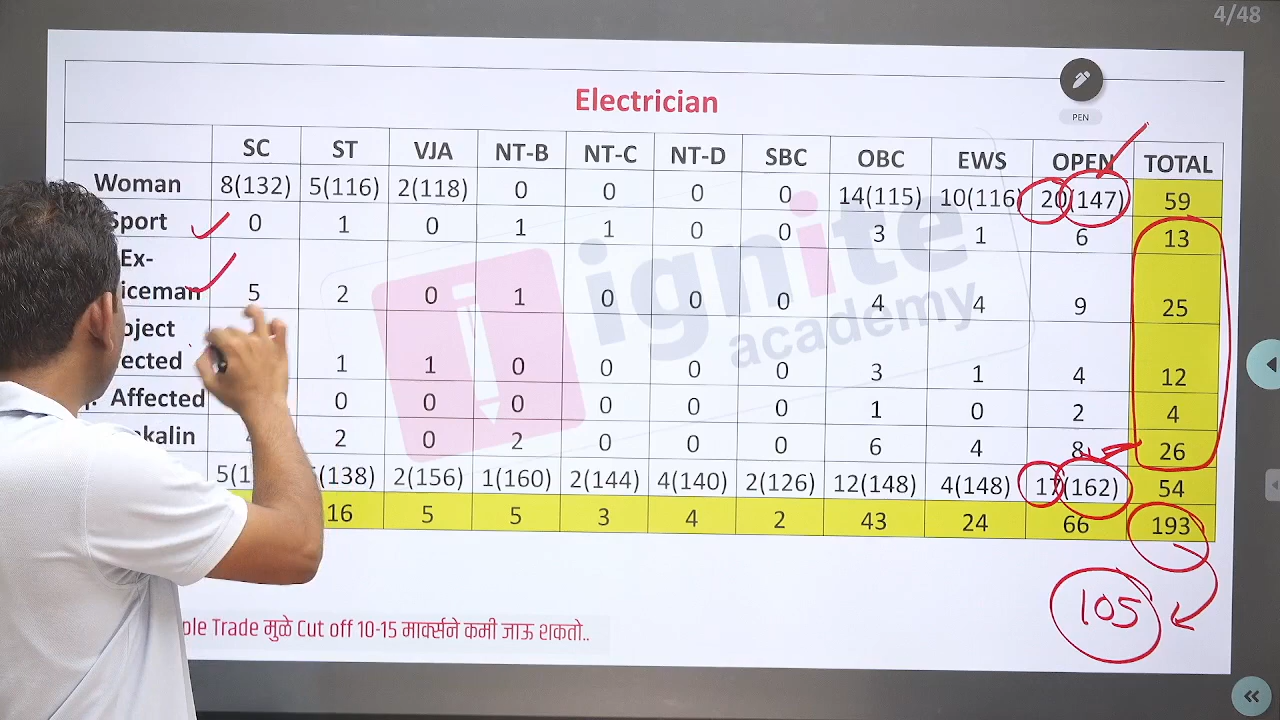 4/48
PEN
Electrician
SC ST VJA NT-B NT-C NT-D SBC OBC EWS OPEN TOTAL
Woman 8(132) 5(116) 2(118) 0 0 0 0 14(115) 10(116) 20(147) 59
Sport 0 1 0 1 1 0 0 3 1 6 13
Ex-
iceman 5 2 0 1 0 0 0 4 4 9 25
oject
ected 1 1 0 0 0 0 3 1 4 12
Affected 0 0 0 0 0 0 1 0 2 4
kalin 2 0 2 0 0 0 6 4 8 26
5(1 (138) 2(156) 1(160) 2(144) 4(140) 2(126) 12(148) 4(148) 17(162) 54
16 5 5 3 4 2 43 24 66 193
105
ple Trade मुळे Cut off 10-15 मार्क्सने कमी जाऊ शकतो..
ignite
academy